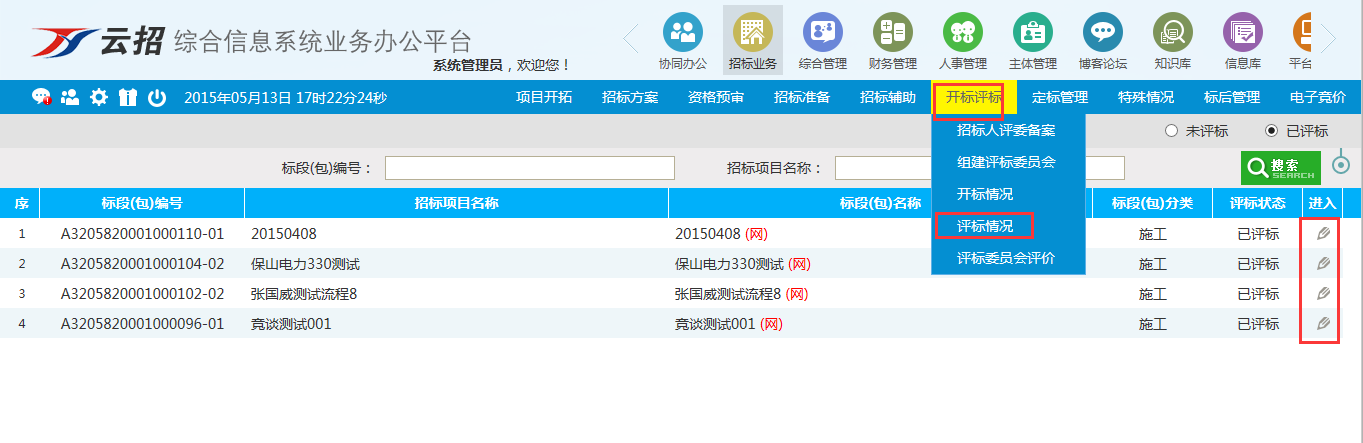 云招 综合信息系统业务办公平台
系统管理员，欢迎您！
协同办公 招标业务 综合管理 财务管理 人事管理 主体管理 博客论坛 知识库 信息库 平台
2015年05月13日 17时22分24秒
项目开拓 招标方案 资格预审 招标准备 招标辅助 开标评标 定标管理 特殊情况 标后管理 电子竞价
招标人评委备案
组建评标委员会
开标情况
评标情况
评标委员会评价
未评标 已评标
标段(包)编号： 招标项目名称： 搜索 SEARCH
序 标段(包)编号 招标项目名称 标段(包)名称 标段(包)分类 评标状态 进入
1 A3205820001000110-01 20150408 20150408 (网) 施工 已评标
2 A3205820001000104-02 保山电力330测试 保山电力330测试 (网) 施工 已评标
3 A3205820001000102-02 张国威测试流程8 张国威测试流程8 (网) 施工 已评标
4 A3205820001000096-01 竞谈测试001 竞谈测试001 (网) 施工 已评标